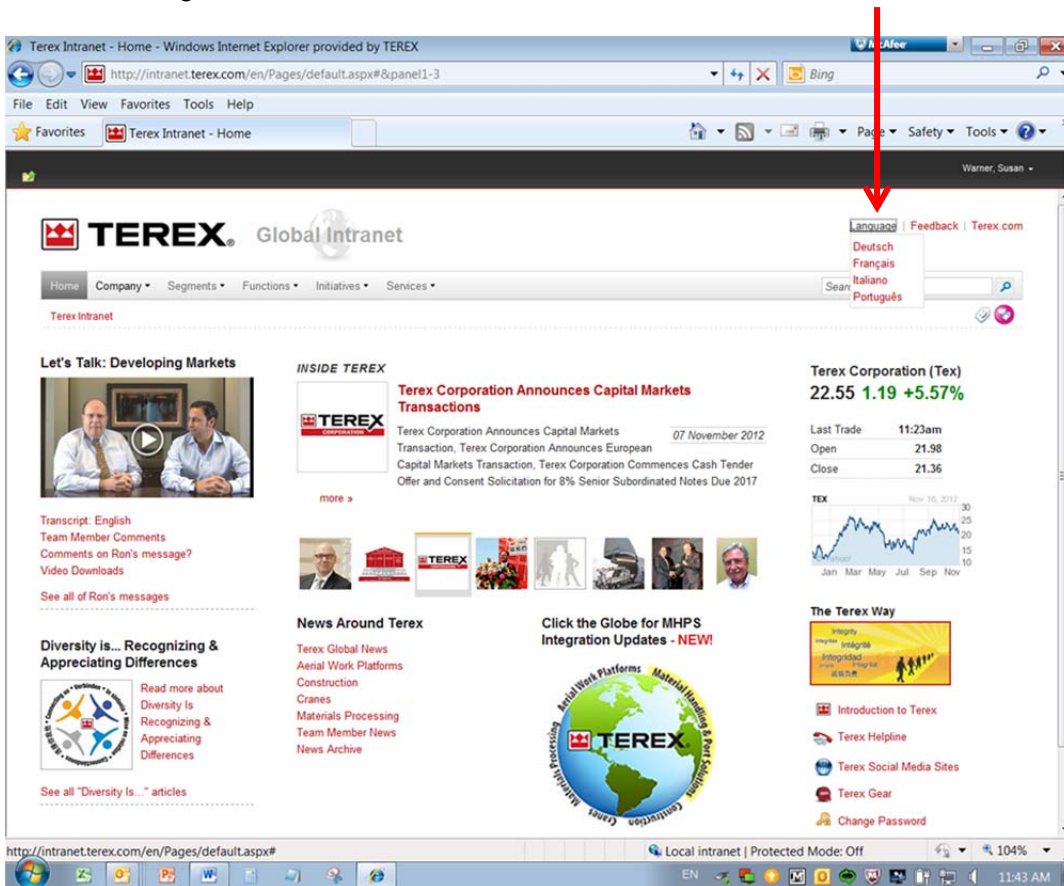 Terex Intranet - Home - Windows Internet Explorer provided by TEREX
McAfee
http://intranet.terex.com/en/Pages/default.aspx#&panel1-3
Bing
File Edit View Favorites Tools Help
Favorites
Terex Intranet - Home
Page Safety Tools
Warner, Susan
TEREX. Global Intranet
Language | Feedback | Terex.com
Deutsch
Français
Italiano
Português
Home Company Segments Functions Initiatives Services
Terex Intranet
Let's Talk: Developing Markets
Transcript: English
Team Member Comments
Comments on Ron's message?
Video Downloads
See all of Ron's messages
Diversity is... Recognizing &
Appreciating Differences
Read more about
Diversity Is
Recognizing &
Appreciating
Differences
See all "Diversity Is..." articles
INSIDE TEREX
TEREX
CORPORATION
Terex Corporation Announces Capital Markets
Transactions
07 November 2012
Terex Corporation Announces Capital Markets
Transaction, Terex Corporation Announces European
Capital Markets Transaction, Terex Corporation Commences Cash Tender
Offer and Consent Solicitation for 8% Senior Subordinated Notes Due 2017
more »
TEREX
News Around Terex
Terex Global News
Aerial Work Platforms
Construction
Cranes
Materials Processing
Team Member News
News Archive
Click the Globe for MHPS
Integration Updates - NEW!
Aerial Work Platforms
Material Handling & Port Solutions
Construction
Cranes
Materials Processing
TEREX.
Terex Corporation (Tex)
22.55 1.19 +5.57%
Last Trade 11:23am
Open 21.98
Close 21.36
TEX Nov 16, 2012
30
25
20
15
10
Jan Mar May Jul Sep Nov
The Terex Way
Integrity
Intégrité
Integridad
Introduction to Terex
Terex Helpline
Terex Social Media Sites
Terex Gear
Change Password
http://intranet.terex.com/en/Pages/default.aspx#
Local intranet | Protected Mode: Off
104%
EN
11:43 AM